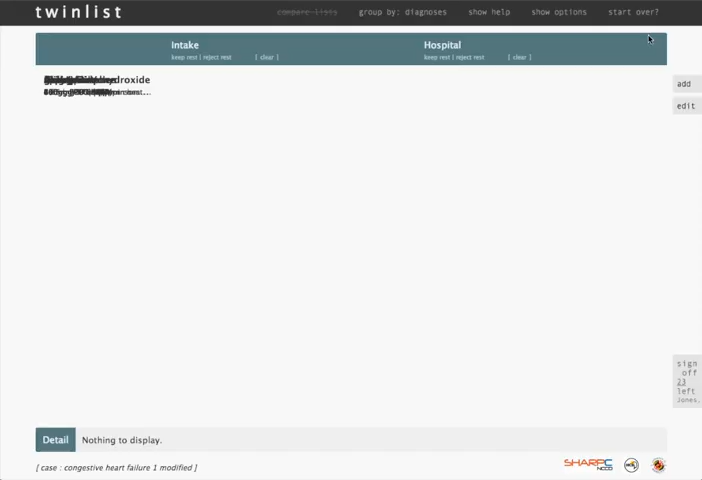 twinlist
compare lists
group by: diagnoses
show help
show options
start over?
Intake
keep rest | reject rest
[ clear ]
Hospital
keep rest | reject rest
[ clear ]
add
edit
sign
off
23
left
Jones,
Detail
Nothing to display.
[ case : congestive heart failure 1 modified ]
SHARPC
NCCD